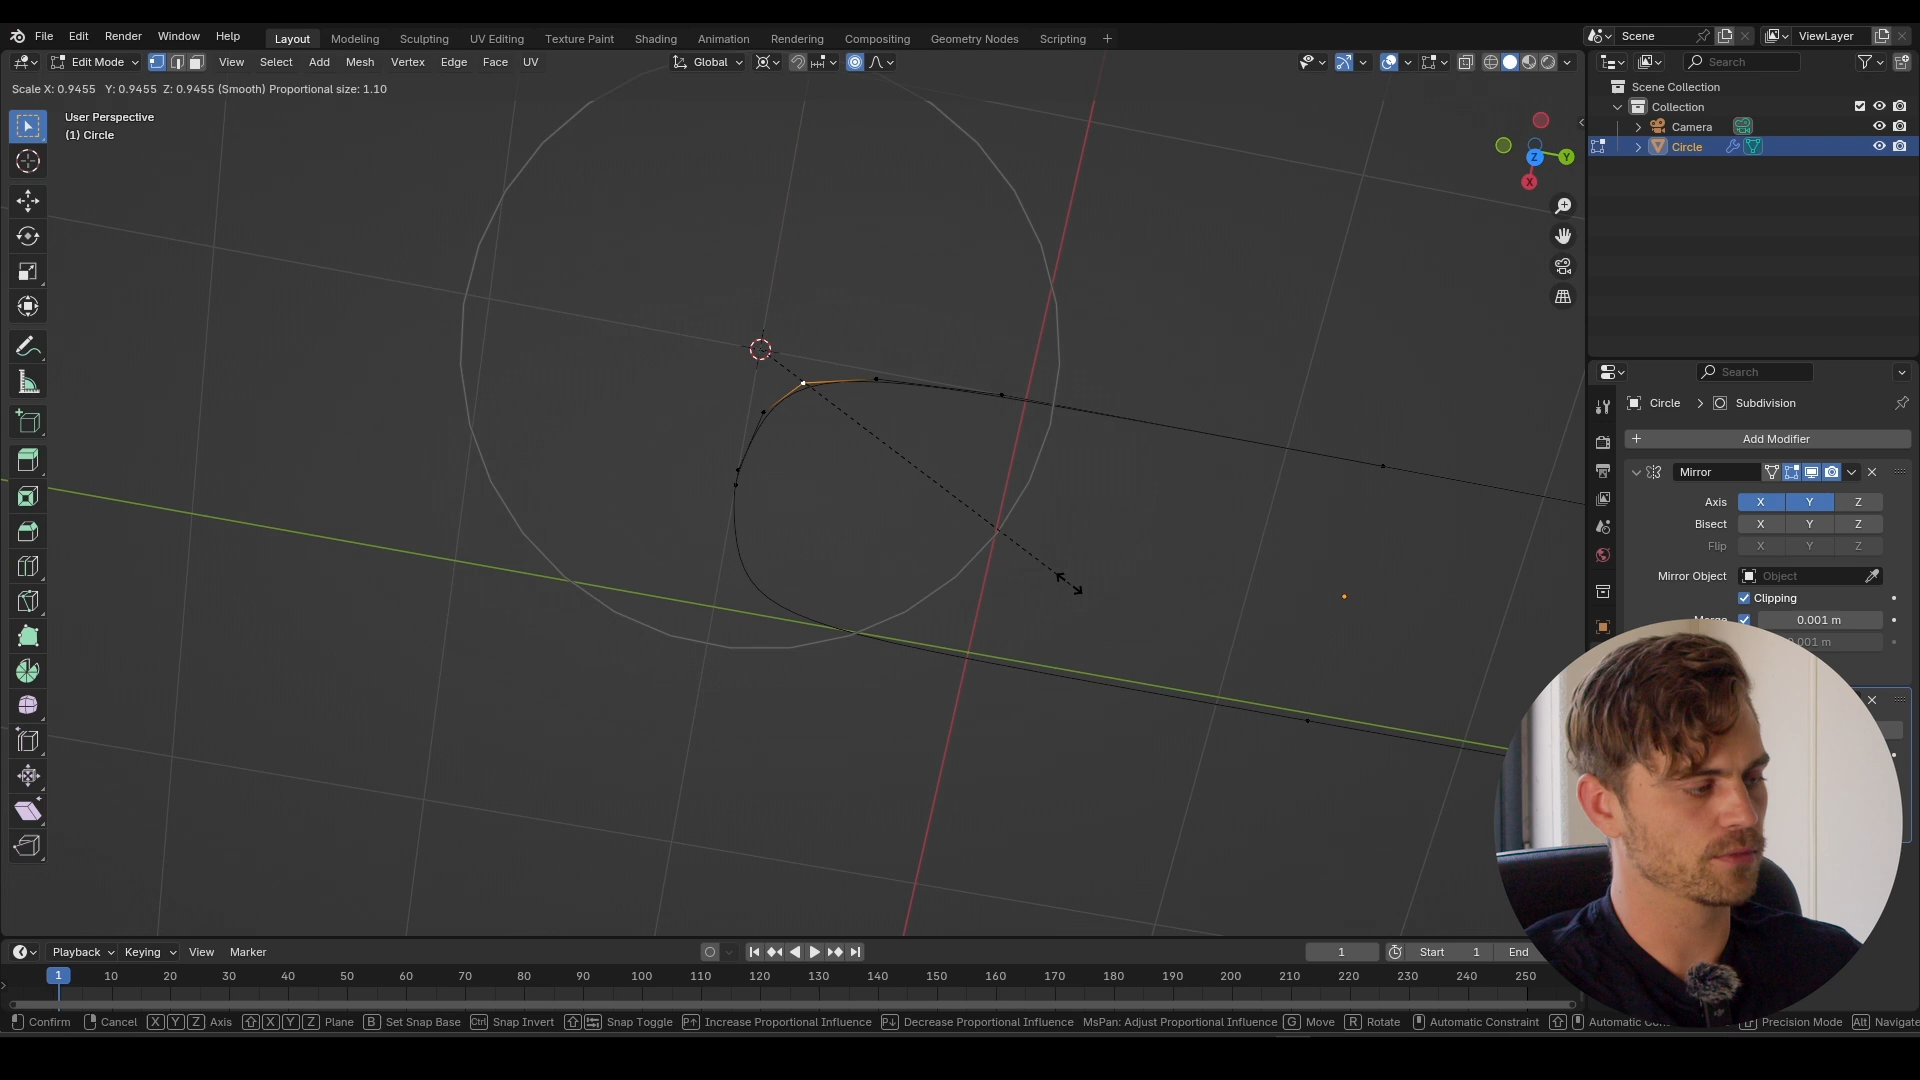 File Edit Render Window Help Layout Modeling Sculpting UV Editing Texture Paint Shading Animation Rendering Compositing Geometry Nodes Scripting + Scene ViewLayer
Edit Mode View Select Add Mesh Vertex Edge Face UV Global Search
Scale X: 0.9455 Y: 0.9455 Z: 0.9455 (Smooth) Proportional size: 1.10
Scene Collection
Collection
Camera
Circle
User Perspective
(1) Circle
Z Y
X
Search
Circle > Subdivision
+ Add Modifier
Mirror
Axis X Y Z
Bisect X Y Z
Flip X Y Z
Mirror Object Object
Clipping
0.001 m
0.001 m
Playback Keying View Marker 1 Start 1 End
1 10 20 30 40 50 60 70 80 90 100 110 120 130 140 150 160 170 180 190 200 210 220 230 240 250
Confirm Cancel X Y Z Axis X Y Z Plane B Set Snap Base Ctrl Snap Invert Snap Toggle P↑ Increase Proportional Influence P↓ Decrease Proportional Influence MsPan: Adjust Proportional Influence G Move R Rotate Automatic Constraint Automatic Precision Mode Alt Navigate